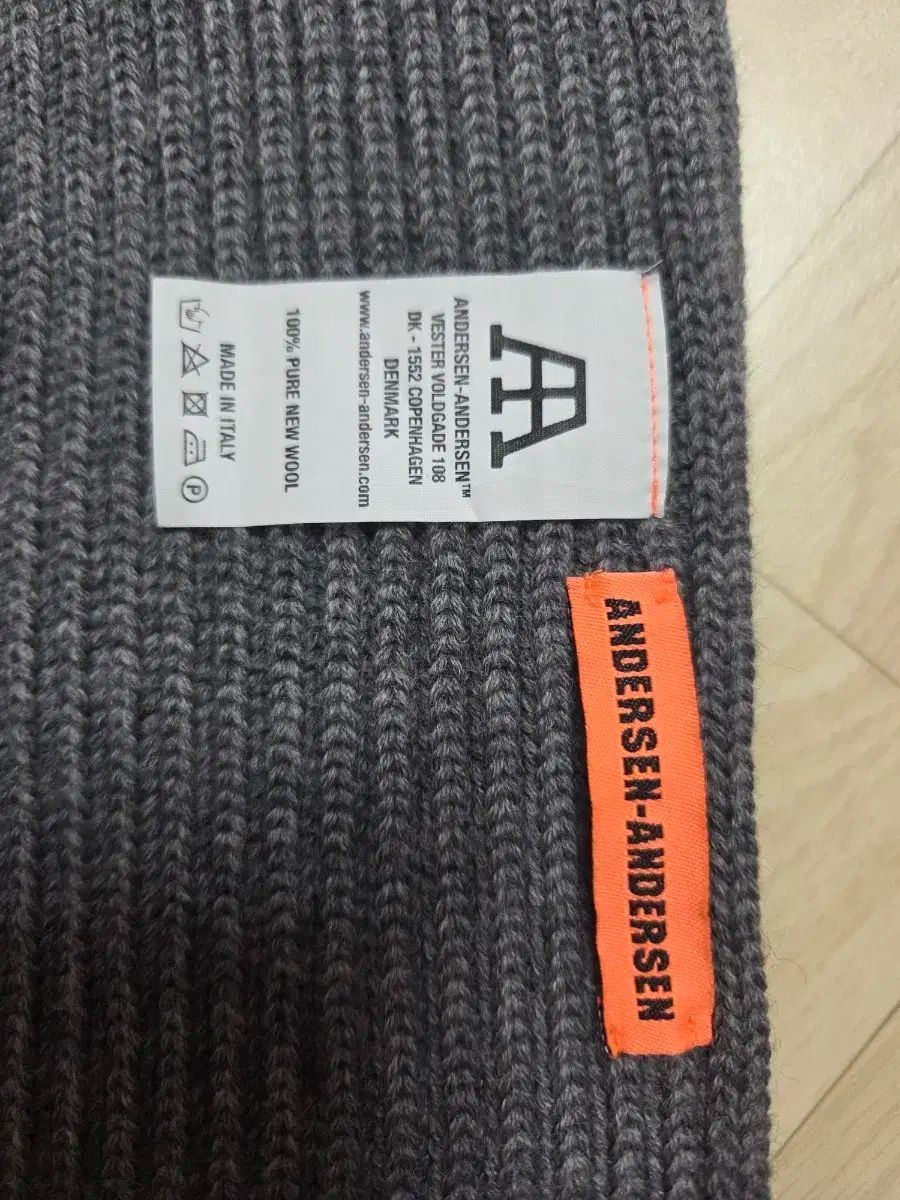 ANDERSEN-ANDERSEN™
VESTER VOLDGADE 108
DK - 1552 COPENHAGEN
DENMARK
www.andersen-andersen.com
100% PURE NEW WOOL
MADE IN ITALY
P
ANDERSEN-ANDERSEN